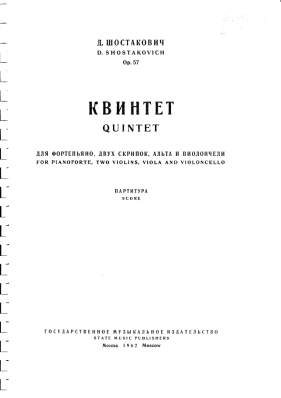 Д. ШОСТАКОВИЧ
D. SHOSTAKOVICH
Op. 57
КВИНТЕТ
QUINTET
ДЛЯ ФОРТЕПЬЯНО, ДВУХ СКРИПОК, АЛЬТА И ВИОЛОНЧЕЛИ
FOR PIANOFORTE, TWO VIOLINS, VIOLA AND VIOLONCELLO
ПАРТИТУРА
SCORE
ГОСУДАРСТВЕННОЕ МУЗЫКАЛЬНОЕ ИЗДАТЕЛЬСТВО
STATE MUSIC PUBLISHERS
Москва 1962 Moscow